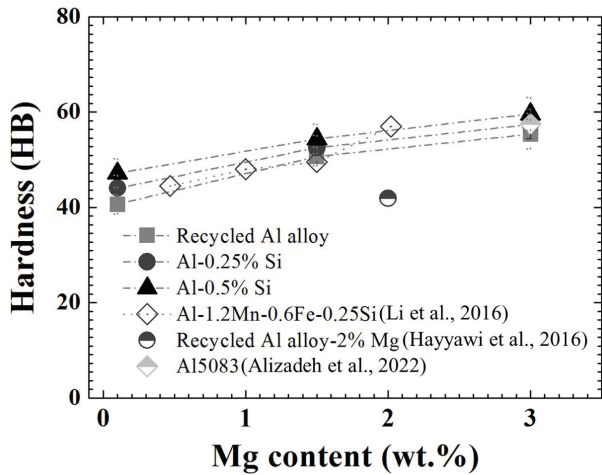 80
60
40
20
0
Hardness (HB)
Recycled Al alloy
Al-0.25% Si
Al-0.5% Si
Al-1.2Mn-0.6Fe-0.25Si(Li et al., 2016)
Recycled Al alloy-2% Mg(Hayyawi et al., 2016)
Al5083(Alizadeh et al., 2022)
0 1 2 3
Mg content (wt.%)